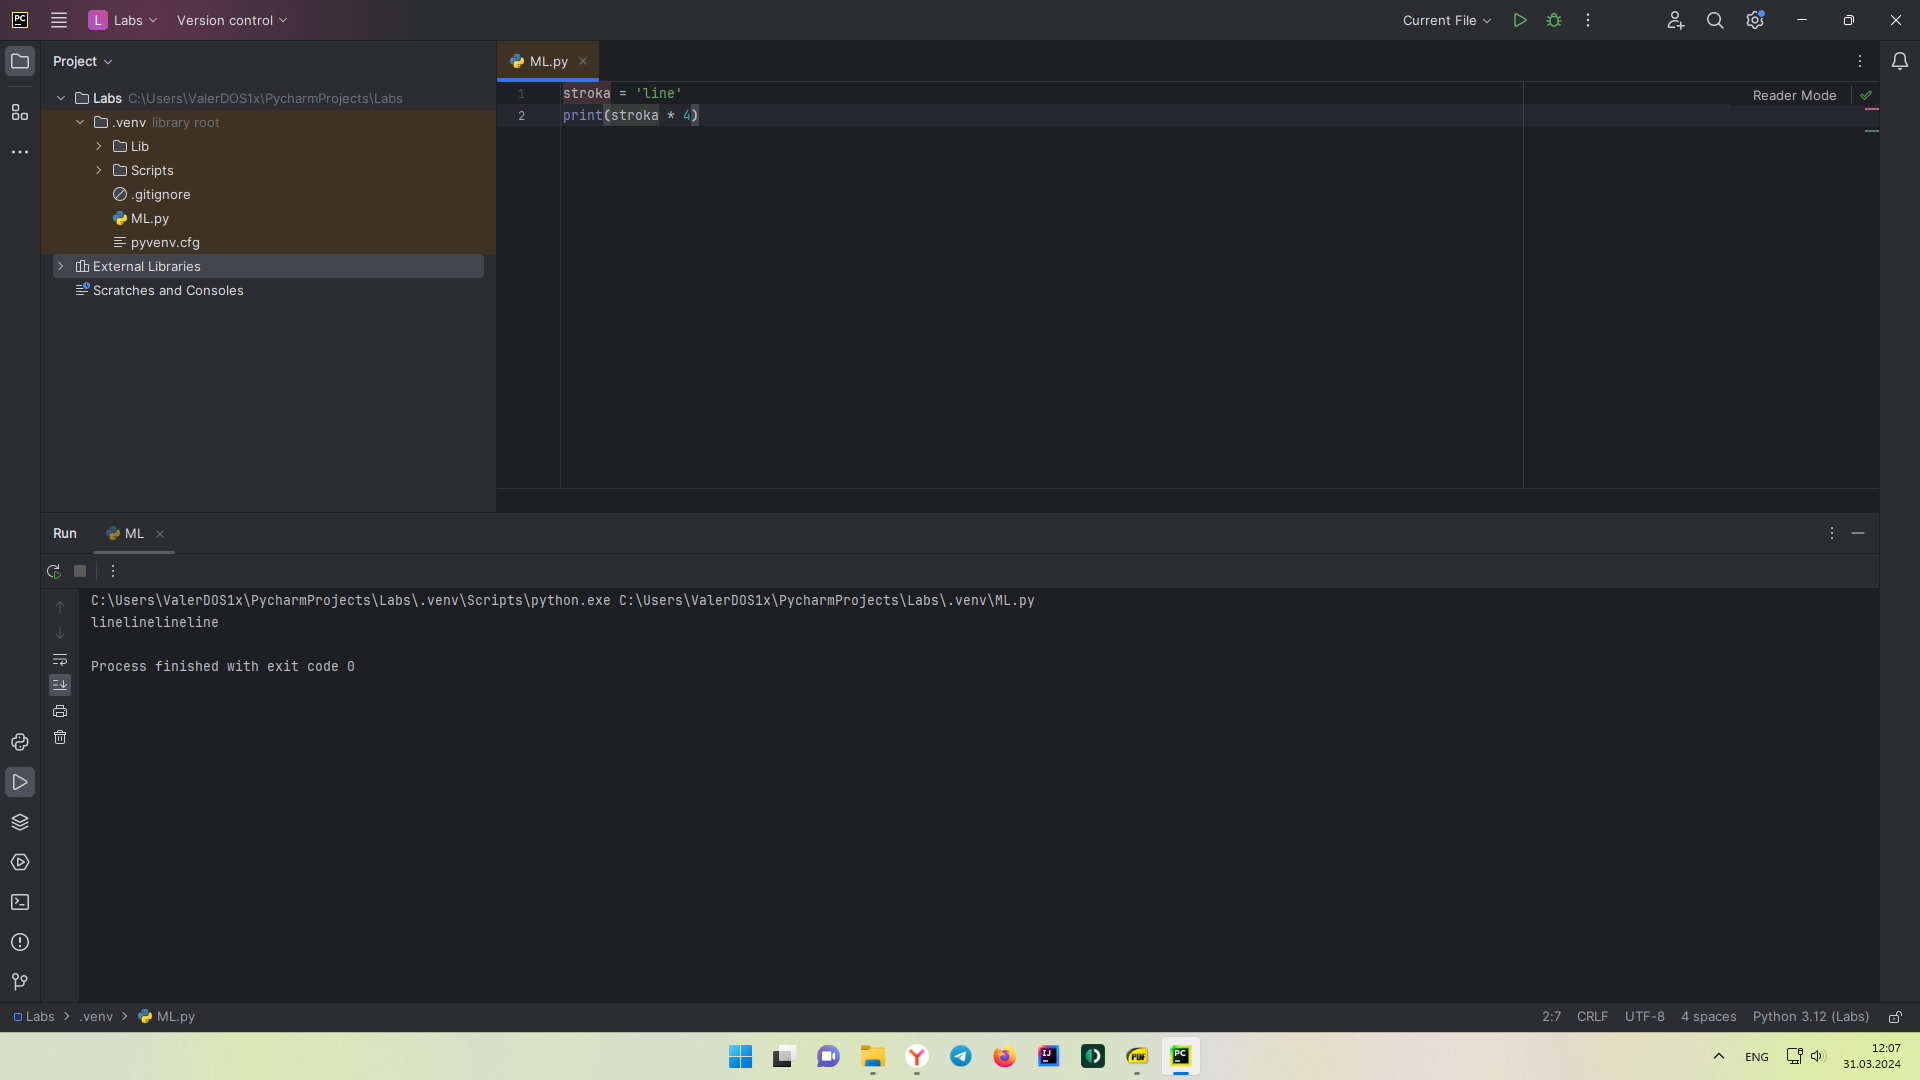 PC
L Labs
Version control
Current File
Project
ML.py
Labs C:\Users\ValerDOS1x\PycharmProjects\Labs
.venv library root
Lib
Scripts
.gitignore
ML.py
pyvenv.cfg
External Libraries
Scratches and Consoles
1 stroka = 'line'
2 print(stroka * 4)
Reader Mode
Run
ML
C:\Users\ValerDOS1x\PycharmProjects\Labs\.venv\Scripts\python.exe C:\Users\ValerDOS1x\PycharmProjects\Labs\.venv\ML.py
linelinelineline
Process finished with exit code 0
Labs > .venv > ML.py
2:7 CRLF UTF-8 4 spaces Python 3.12 (Labs)
Y
IJ
PDF
PC
ENG
12:07
31.03.2024